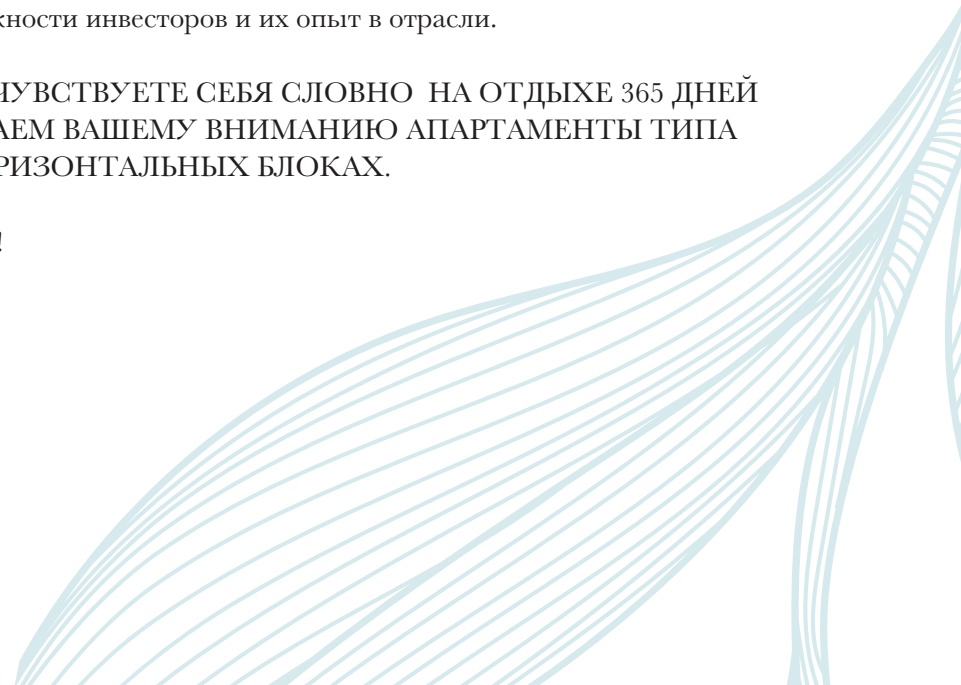 жности инвесторов и их опыт в отрасли.
ЧУВСТВУЕТЕ СЕБЯ СЛОВНО НА ОТДЫХЕ 365 ДНЕЙ
АЕМ ВАШЕМУ ВНИМАНИЮ АПАРТАМЕНТЫ ТИПА
РИЗОНТАЛЬНЫХ БЛОКАХ.
!